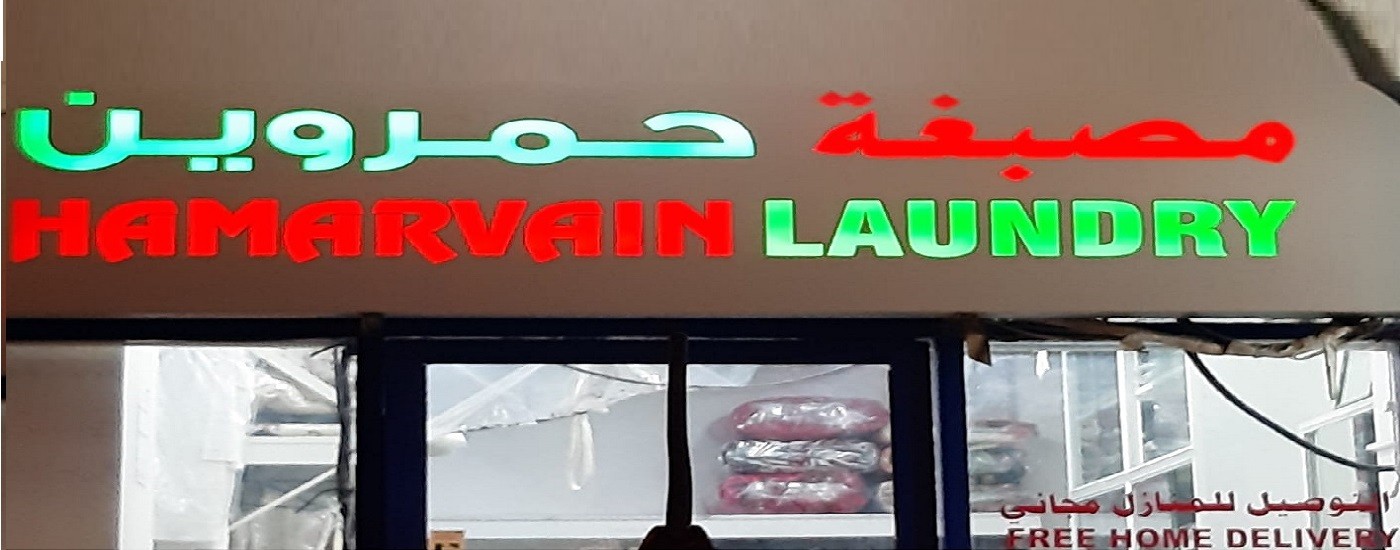 مصبغة حمروين
HAMARVAIN LAUNDRY
التوصيل للمنازل مجاني
FREE HOME DELIVERY